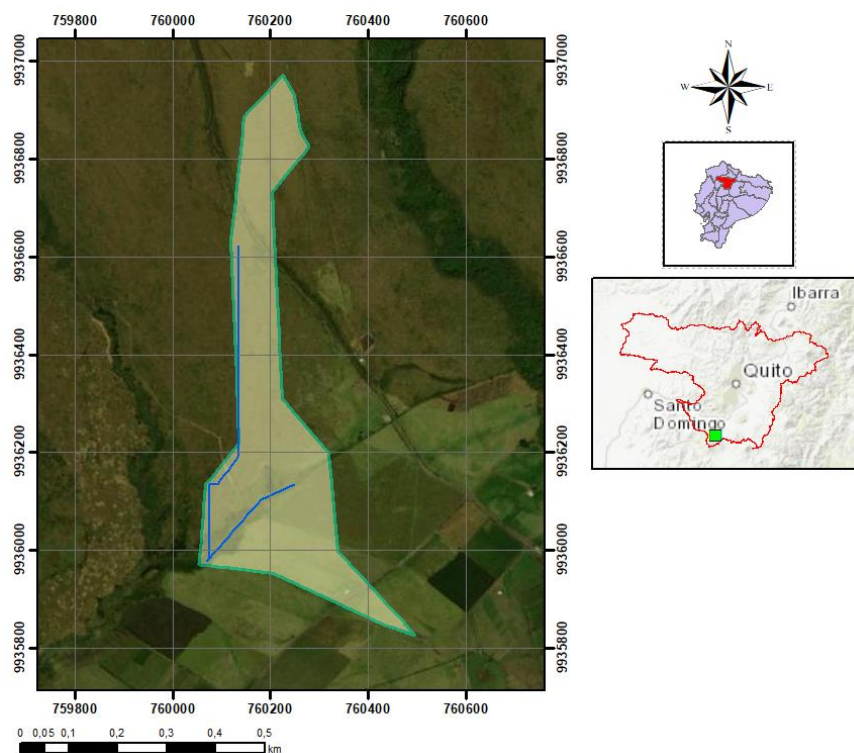 759800 760000 760200 760400 760600
9937000 9937000
9936800 9936800
9936600 9936600
9936400 9936400
9936200 9936200
9936000 9936000
9935800 9935800
759800 760000 760200 760400 760600
0 0,05 0,1 0,2 0,3 0,4 0,5
km
N
W E
S
Ibarra
Quito
Santo
Domingo